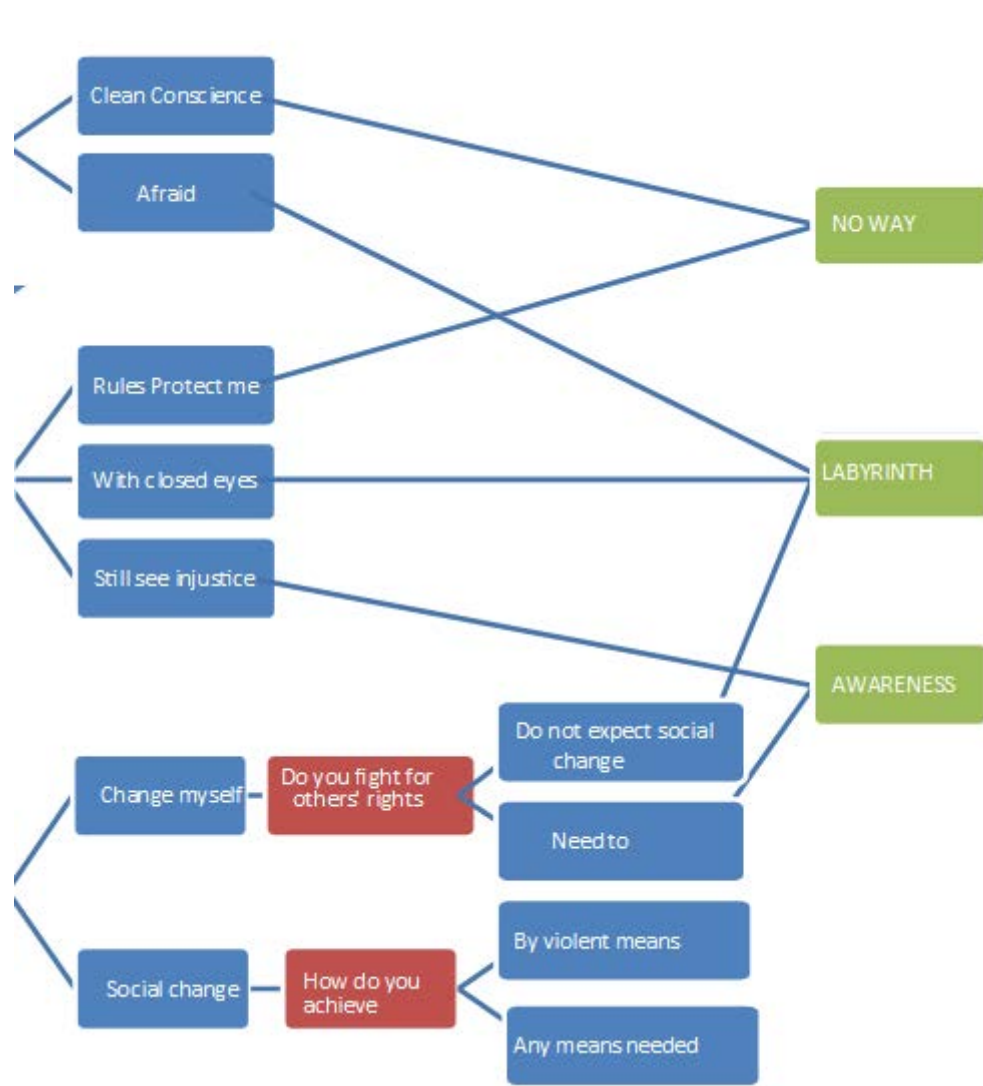 Clean Conscience
Afraid
NO WAY
Rules Protect me
With closed eyes
LABYRINTH
Still see injustice
AWARENESS
Do not expect social
change
Change myself
Do you fight for
others' rights
Need to
By violent means
Social change
How do you
achieve
Any means needed